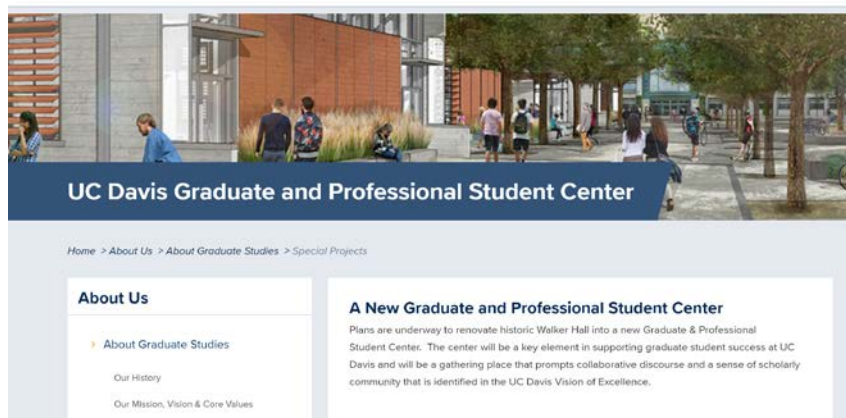 UC Davis Graduate and Professional Student Center
Home > About Us > About Graduate Studies > Special Projects
About Us
› About Graduate Studies
Our History
Our Mission, Vision & Core Values
A New Graduate and Professional Student Center
Plans are underway to renovate historic Walker Hall into a new Graduate & Professional
Student Center. The center will be a key element in supporting graduate student success at UC
Davis and will be a gathering place that prompts collaborative discourse and a sense of scholarly
community that is identified in the UC Davis Vision of Excellence.